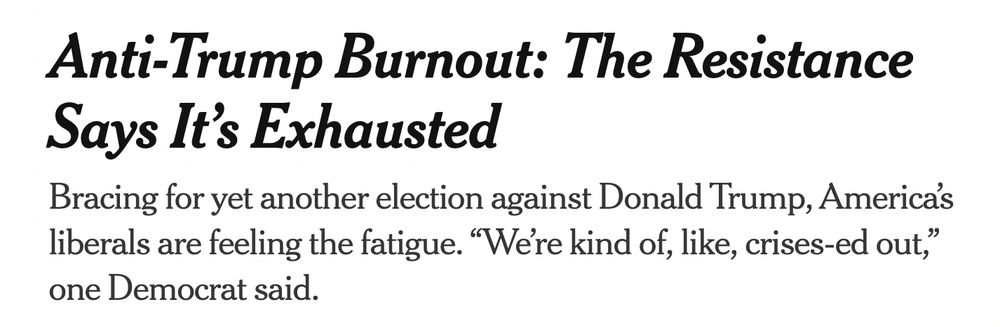 Anti-Trump Burnout: The Resistance
Says It’s Exhausted
Bracing for yet another election against Donald Trump, America’s
liberals are feeling the fatigue. “We’re kind of, like, crises-ed out,”
one Democrat said.